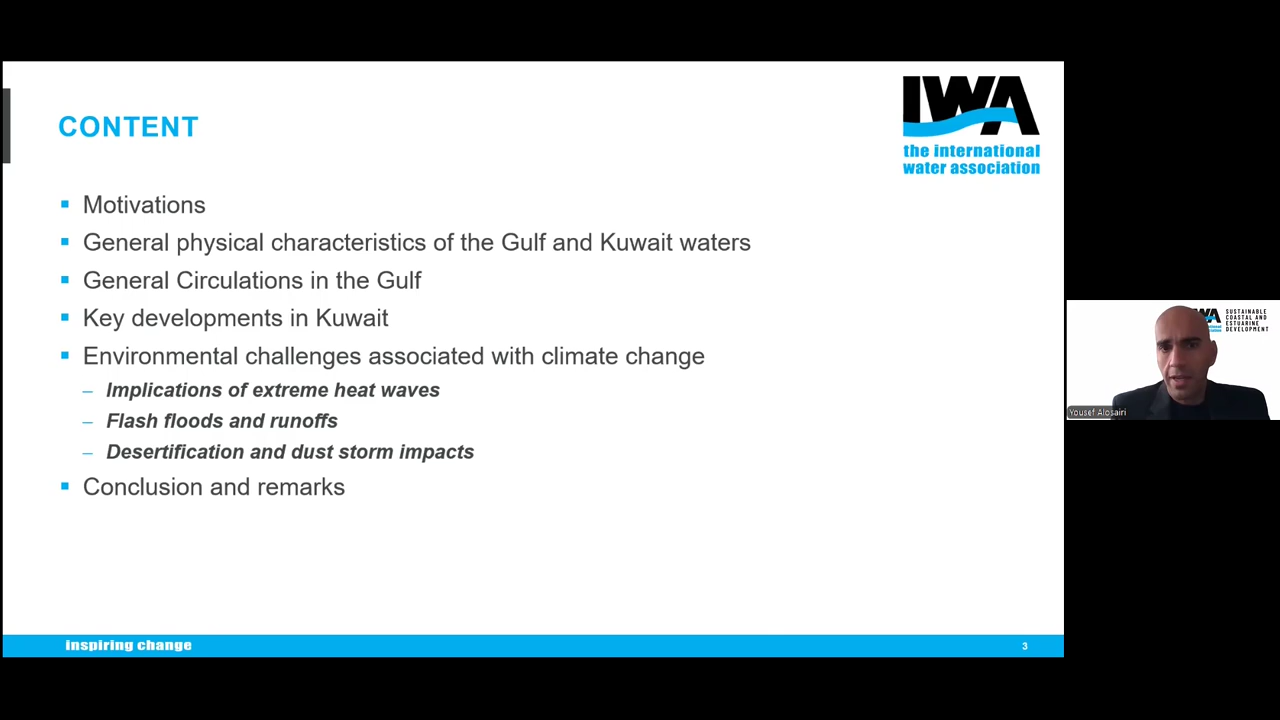 CONTENT
IWA
the international
water association
Motivations
General physical characteristics of the Gulf and Kuwait waters
General Circulations in the Gulf
Key developments in Kuwait
Environmental challenges associated with climate change
– Implications of extreme heat waves
– Flash floods and runoffs
– Desertification and dust storm impacts
Conclusion and remarks
inspiring change
3
SUSTAINABLE
COASTAL AND
ESTUARINE
DEVELOPMENT
Yousef Alosairi